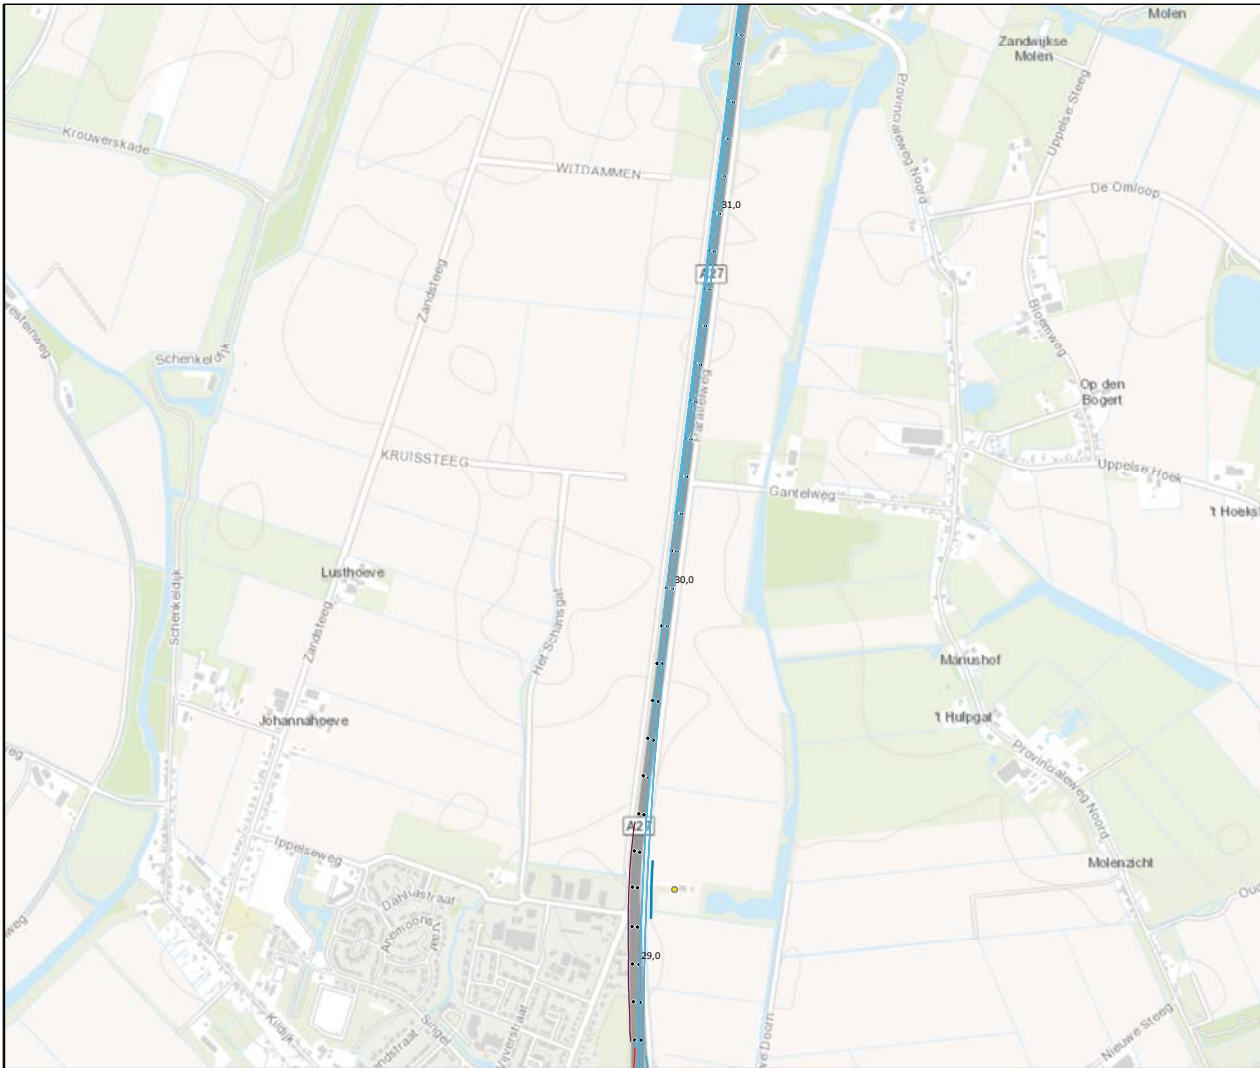 Molen
Zandwijkse
Molen
Provincialeweg Noord
Uppelse Steeg
Krouwerskade
WITDAMMEN
De Omloop
31,0
Zandsteeg
A27
Bloemweg
Schenkeldijk
Parallelweg
Op den
Bogert
KRUISSTEEG
7
Gantelweg
Uppelse Hoek
Lusthoeve
30,0
Schenkeldijk
Zandsteeg
Het Schansgat
Mariushof
't Hulpgat
Johannahoeve
Provincialeweg Noord
A27
Ippelseweg
Molenzicht
Dahliastraat
29,0
Kildijk
Singel
Nieuwe Steeg